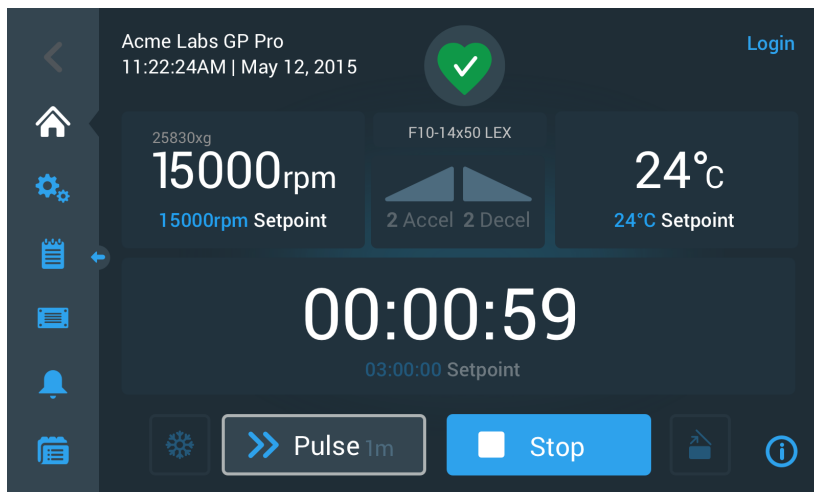 Acme Labs GP Pro
Login
11:22:24AM | May 12, 2015
25830xg
15000rpm
15000rpm Setpoint
F10-14x50 LEX
2 Accel 2 Decel
24°C
24°C Setpoint
00:00:59
03:00:00 Setpoint
Pulse 1m
Stop